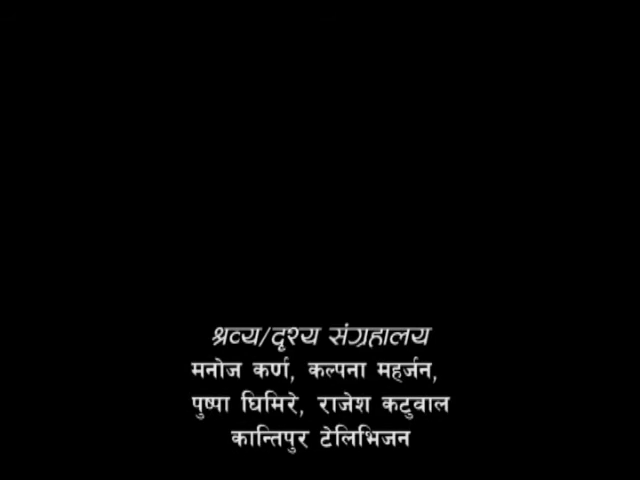 श्रव्य/दृश्य संग्रहालय
मनोज कर्ण, कल्पना महर्जन,
पुष्पा घिमिरे, राजेश कटुवाल
कान्तिपुर टेलिभिजन